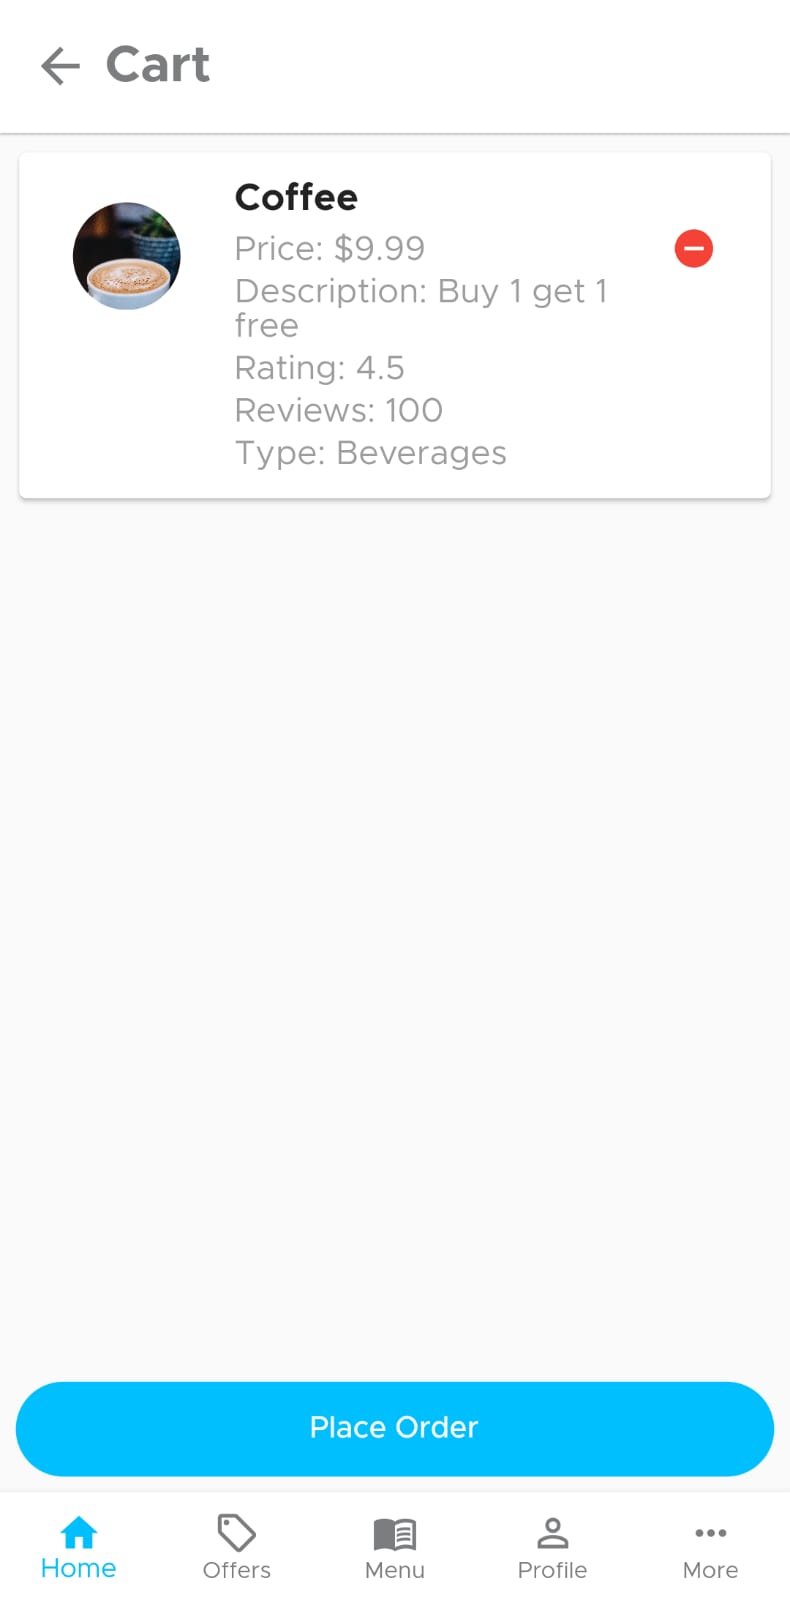 Cart
Coffee
Price: $9.99
Description: Buy 1 get 1
free
Rating: 4.5
Reviews: 100
Type: Beverages
Place Order
Home
Offers
Menu
Profile
More